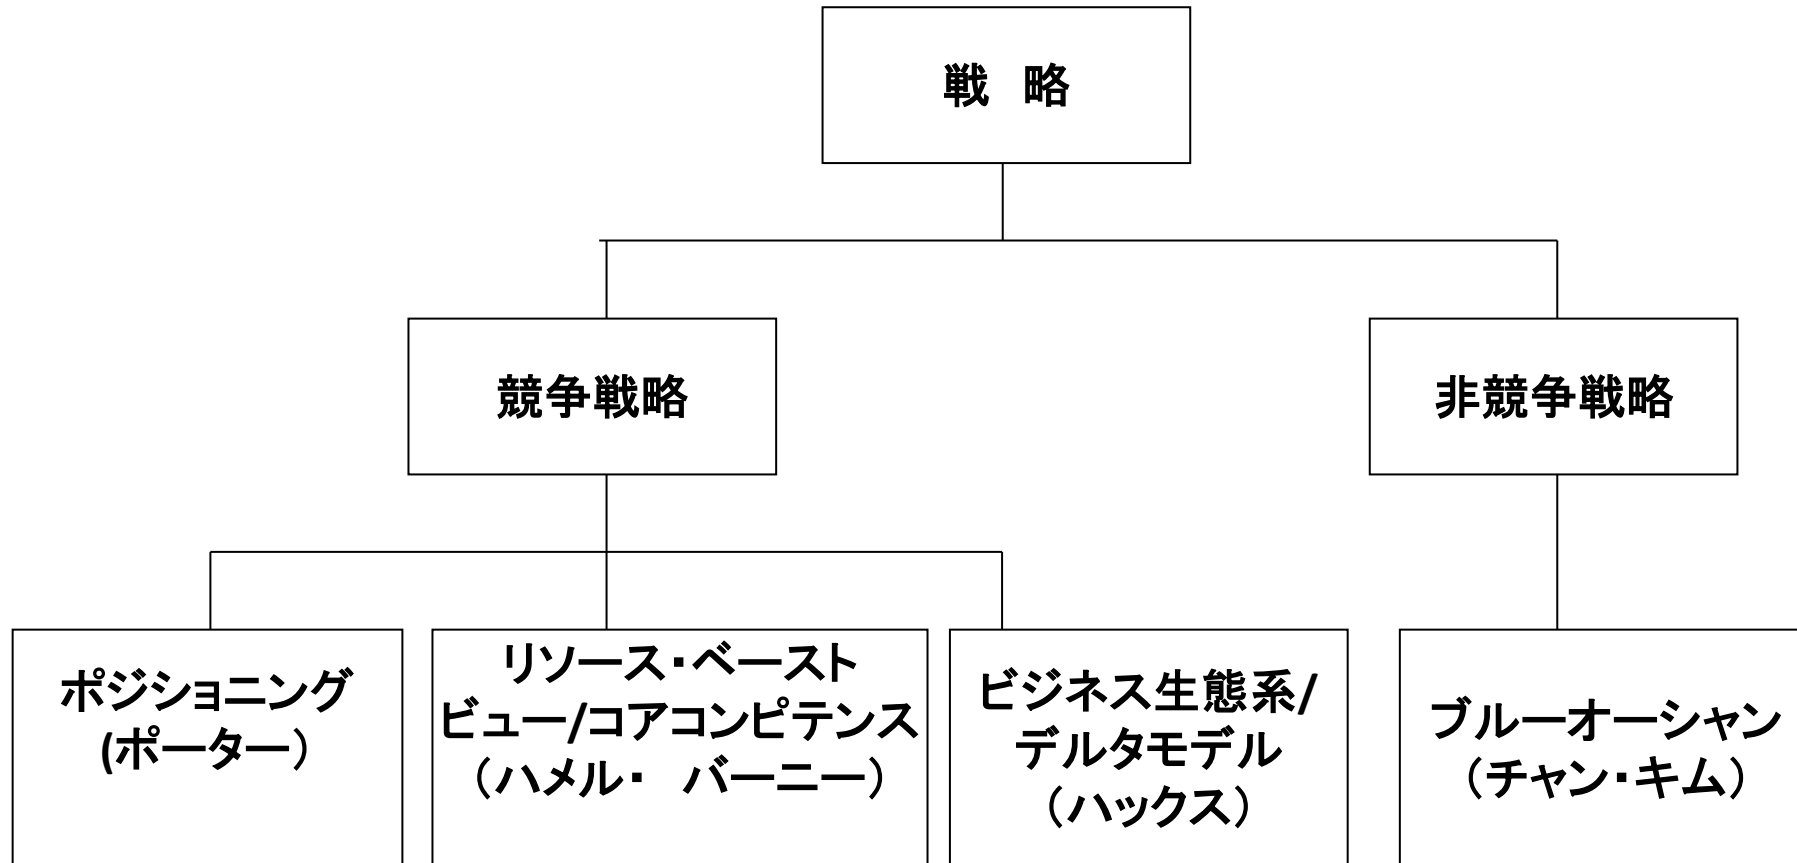 戦　略
競争戦略
非競争戦略
ポジショニング
(ポーター）
リソース・ベースト
ビュー/コアコンピテンス
（ハメル・　バーニー）
ビジネス生態系/
デルタモデル
（ハックス）
ブルーオーシャン
（チャン・キム）